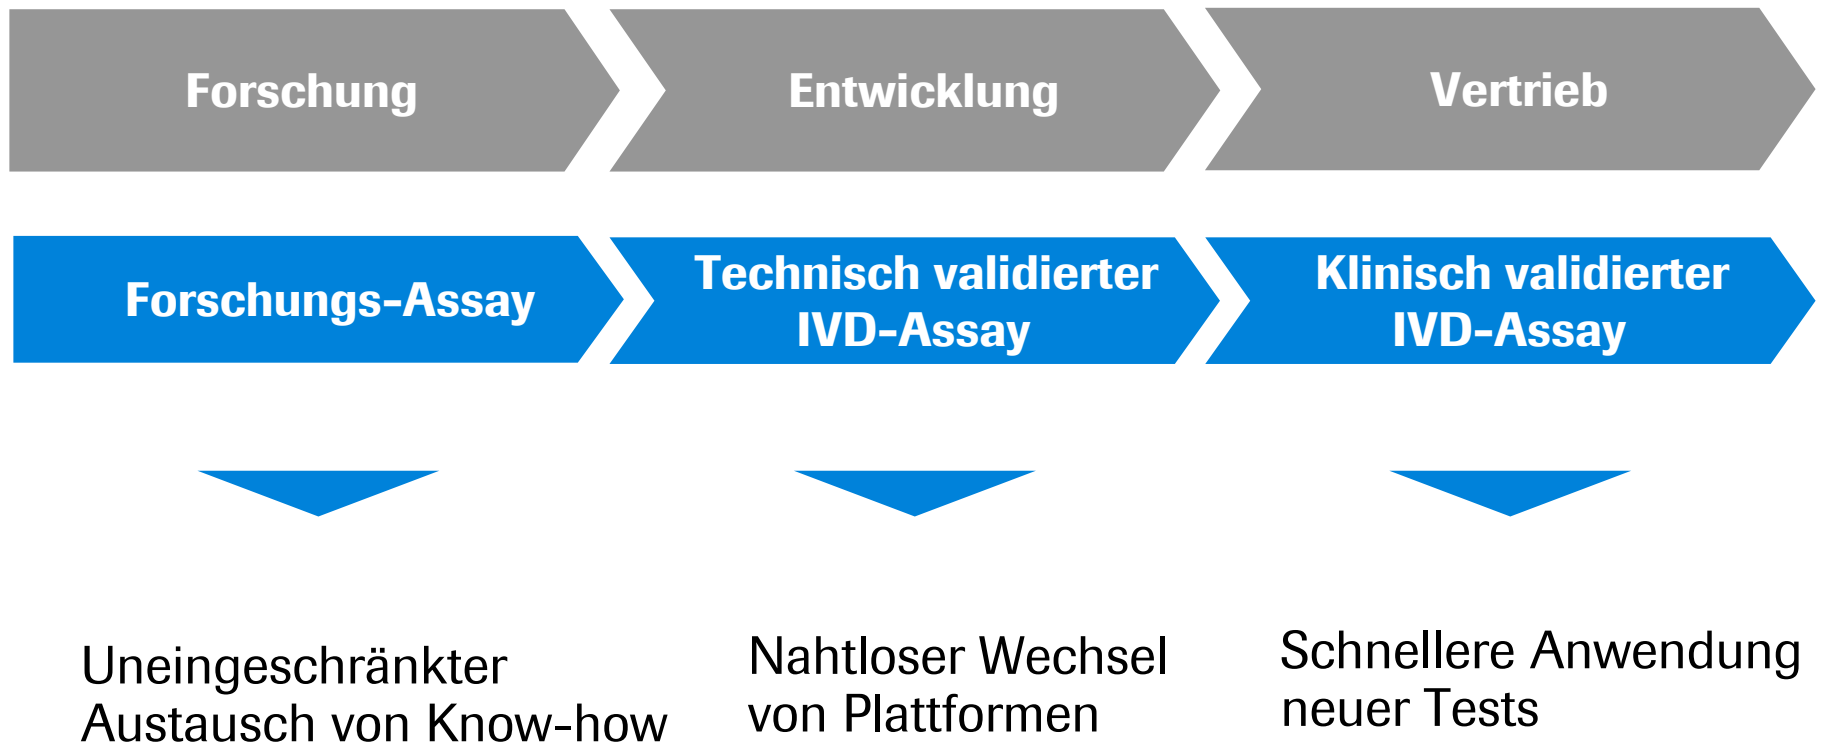 Forschung
Entwicklung
Vertrieb
Forschungs-Assay
Technisch validierter
IVD-Assay
Klinisch validierter
IVD-Assay
Uneingeschränkter
Austausch von Know-how
Nahtloser Wechsel
von Plattformen
Schnellere Anwendung
neuer Tests